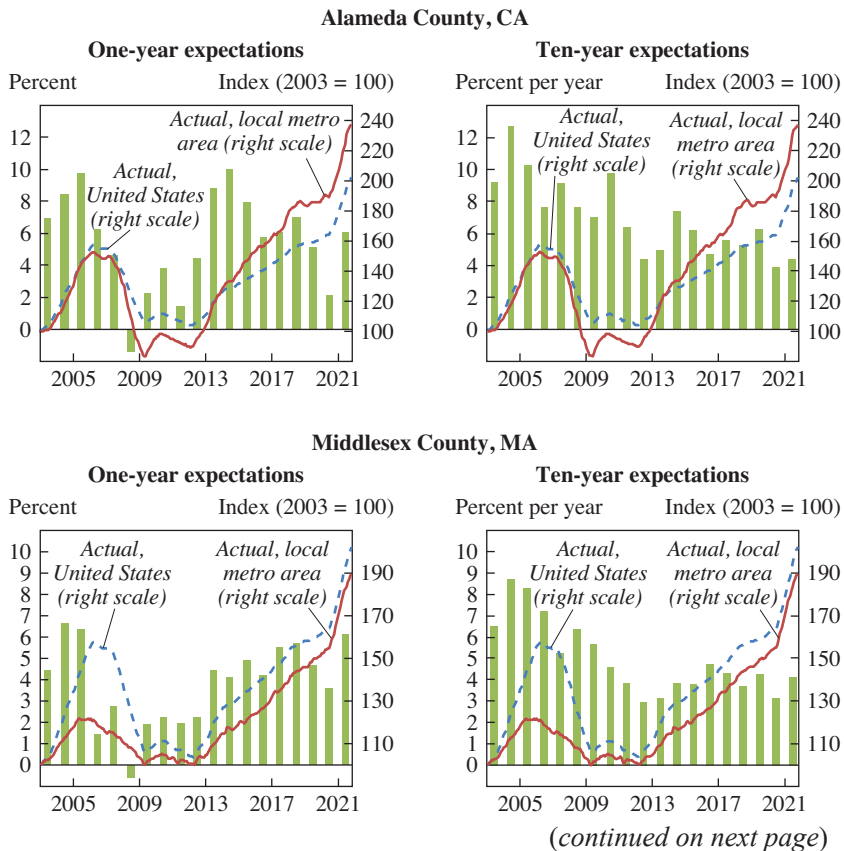 Alameda County, CA
One-year expectations
Percent Index (2003 = 100)
12
10
8
6
4
2
0
Actual, local metro
area (right scale)
Actual,
United States
(right scale)
240
220
200
180
160
140
120
100
2005 2009 2013 2017 2021
Ten-year expectations
Percent per year Index (2003 = 100)
12
10
8
6
4
2
0
Actual,
United States
(right scale)
Actual, local
metro area
(right scale)
240
220
200
180
160
140
120
100
2005 2009 2013 2017 2021
Middlesex County, MA
One-year expectations
Percent Index (2003 = 100)
10
9
8
7
6
5
4
3
2
1
0
Actual,
United States
(right scale)
Actual, local
metro area
(right scale)
190
170
150
130
110
2005 2009 2013 2017 2021
Ten-year expectations
Percent per year Index (2003 = 100)
10
9
8
7
6
5
4
3
2
1
0
Actual,
United States
(right scale)
Actual, local
metro area
(right scale)
190
170
150
130
110
2005 2009 2013 2017 2021
(continued on next page)